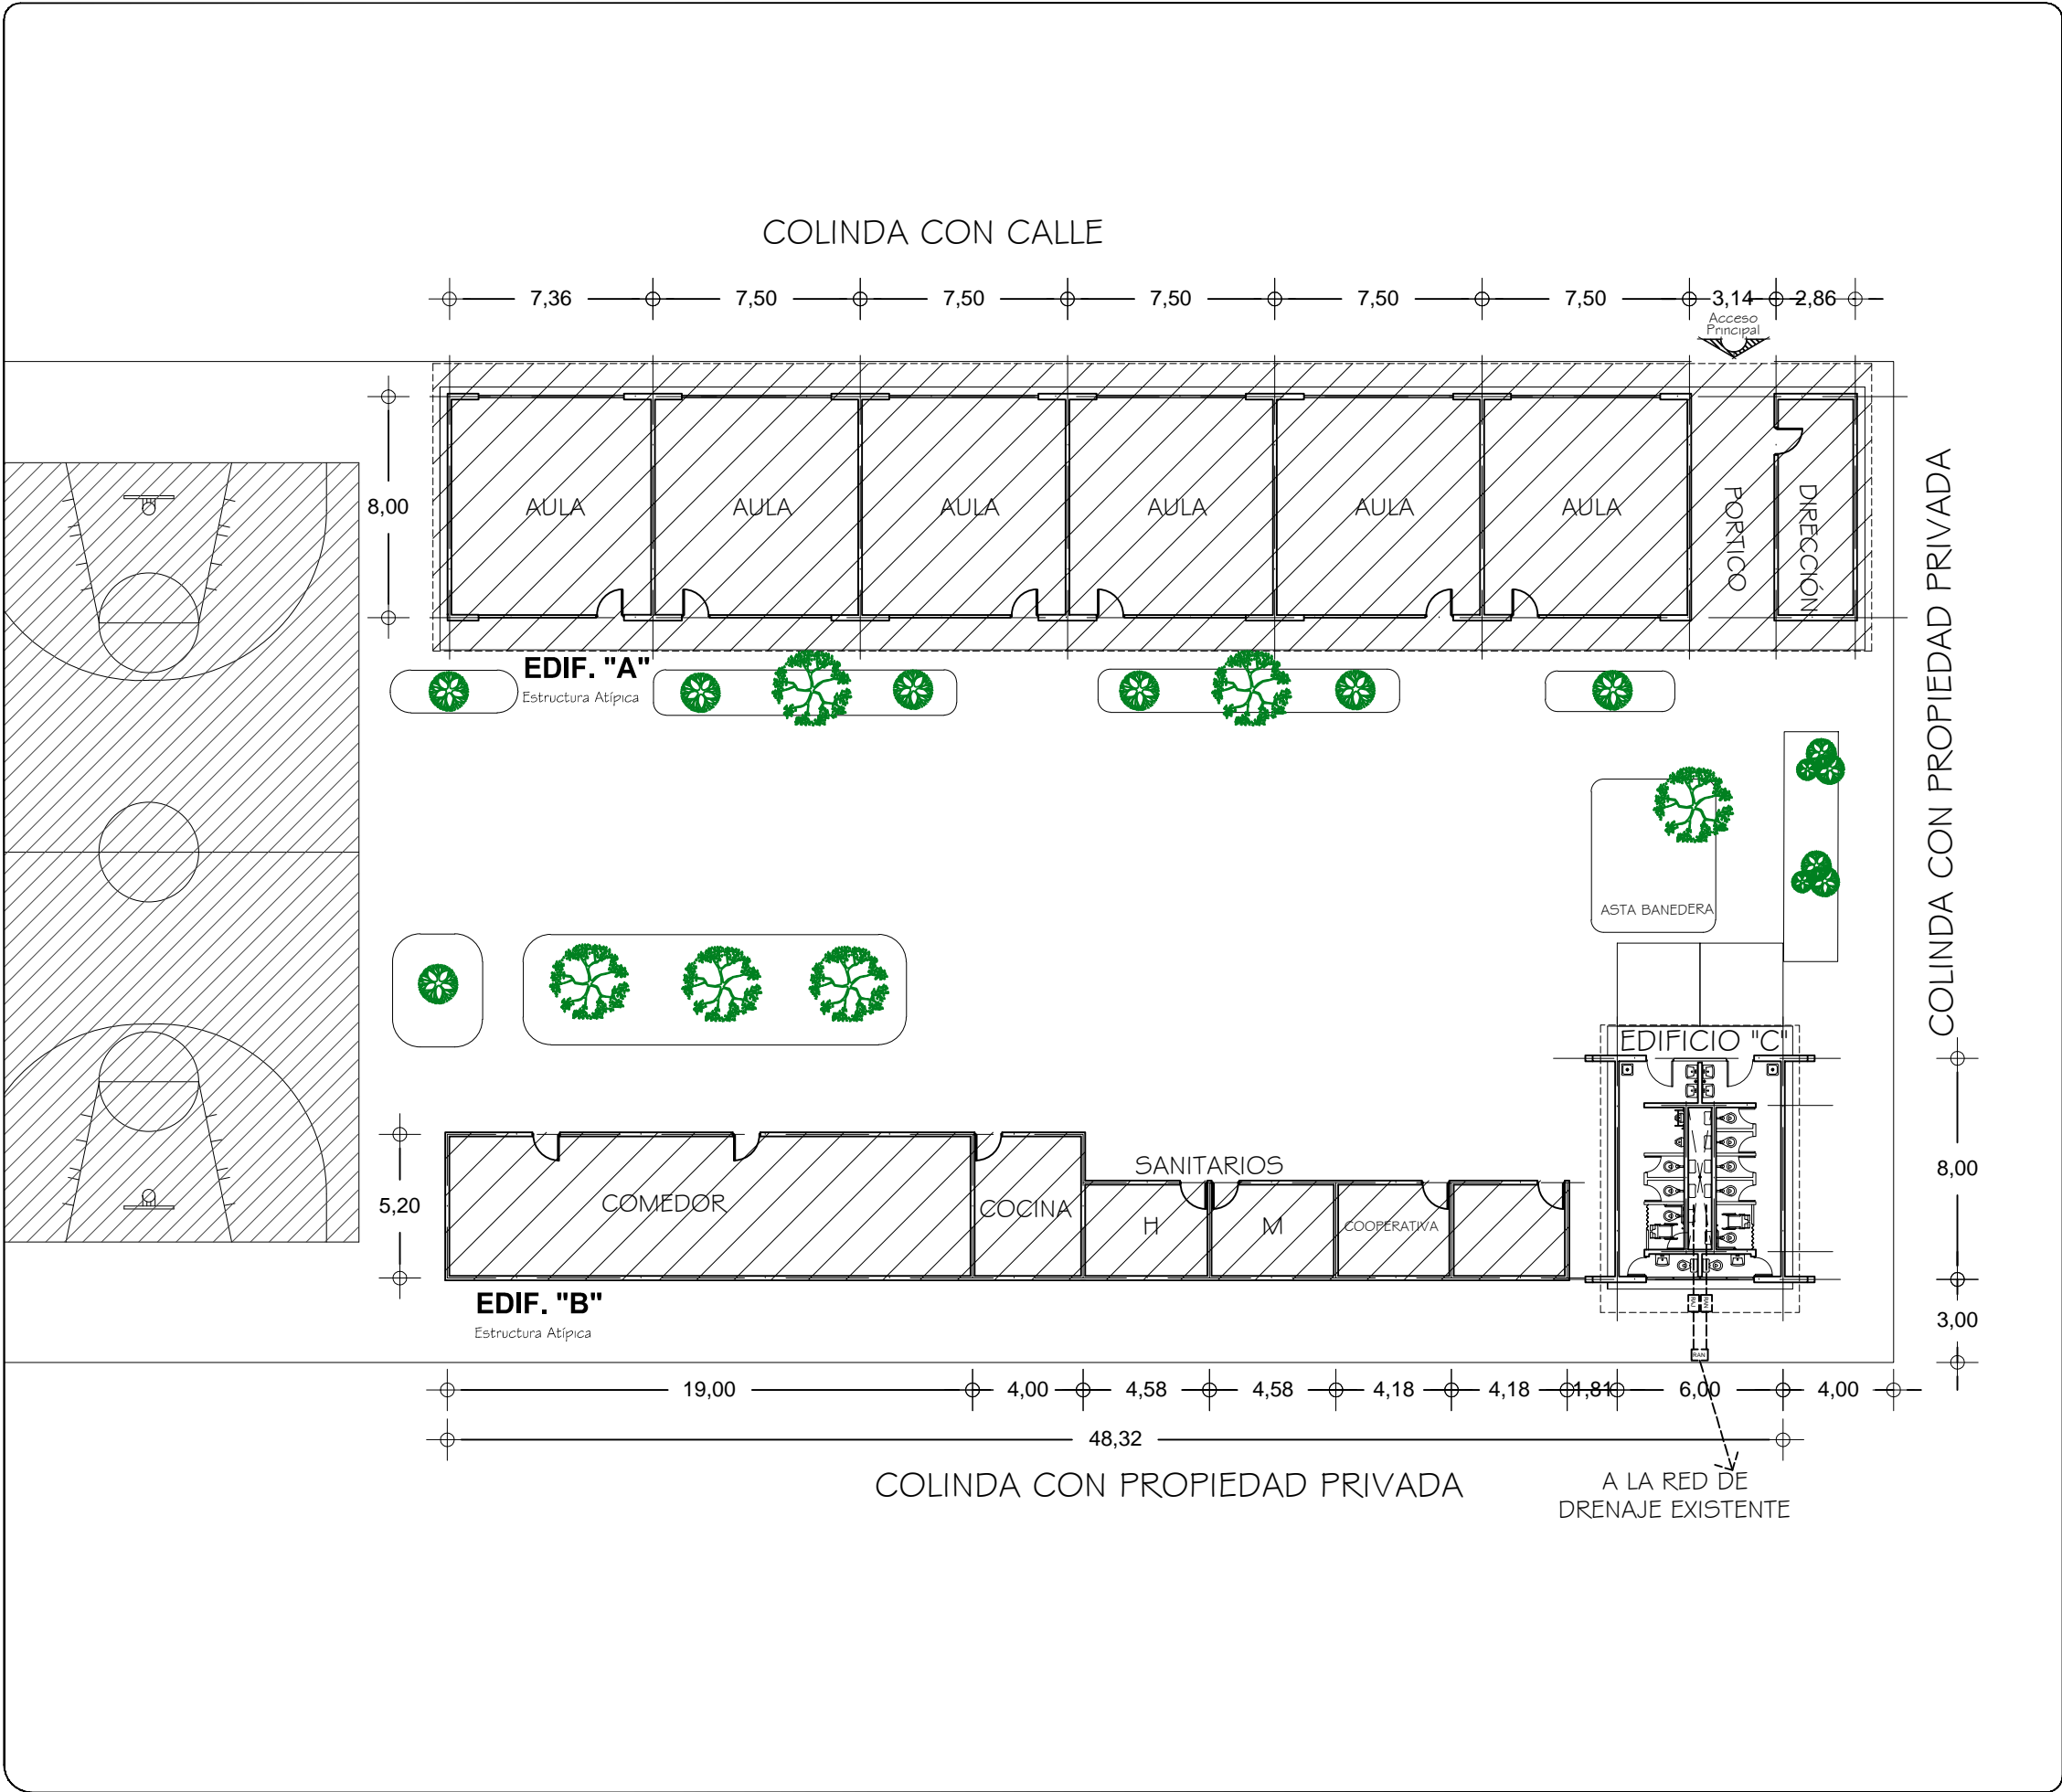 COLINDA CON CALLE
7,36 7,50 7,50 7,50 7,50 7,50 3,14 2,86
Acceso
Principal
8,00
AULA AULA AULA AULA AULA AULA
PORTICO
DIRECCIÓN
COLINDA CON PROPIEDAD PRIVADA
EDIF. "A"
Estructura Atípica
ASTA BANEDERA
EDIFICIO "C"
5,20
COMEDOR
COCINA
SANITARIOS
H
M
COOPERATIVA
8,00
3,00
EDIF. "B"
Estructura Atípica
RAN
19,00 4,00 4,58 4,58 4,18 4,18 1,81 6,00 4,00
48,32
COLINDA CON PROPIEDAD PRIVADA
A LA RED DE
DRENAJE EXISTENTE